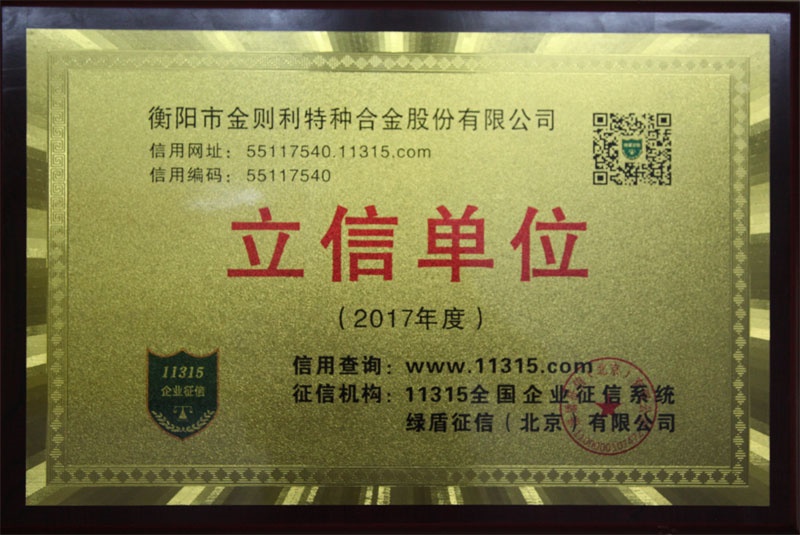 衡阳市金则利特种合金股份有限公司
信用网址：55117540.11315.com
信用编码：55117540
立信单位
（2017年度）
11315
企业征信
信用查询：www.11315.com
征信机构：11315全国企业征信系统
绿盾征信（北京）有限公司